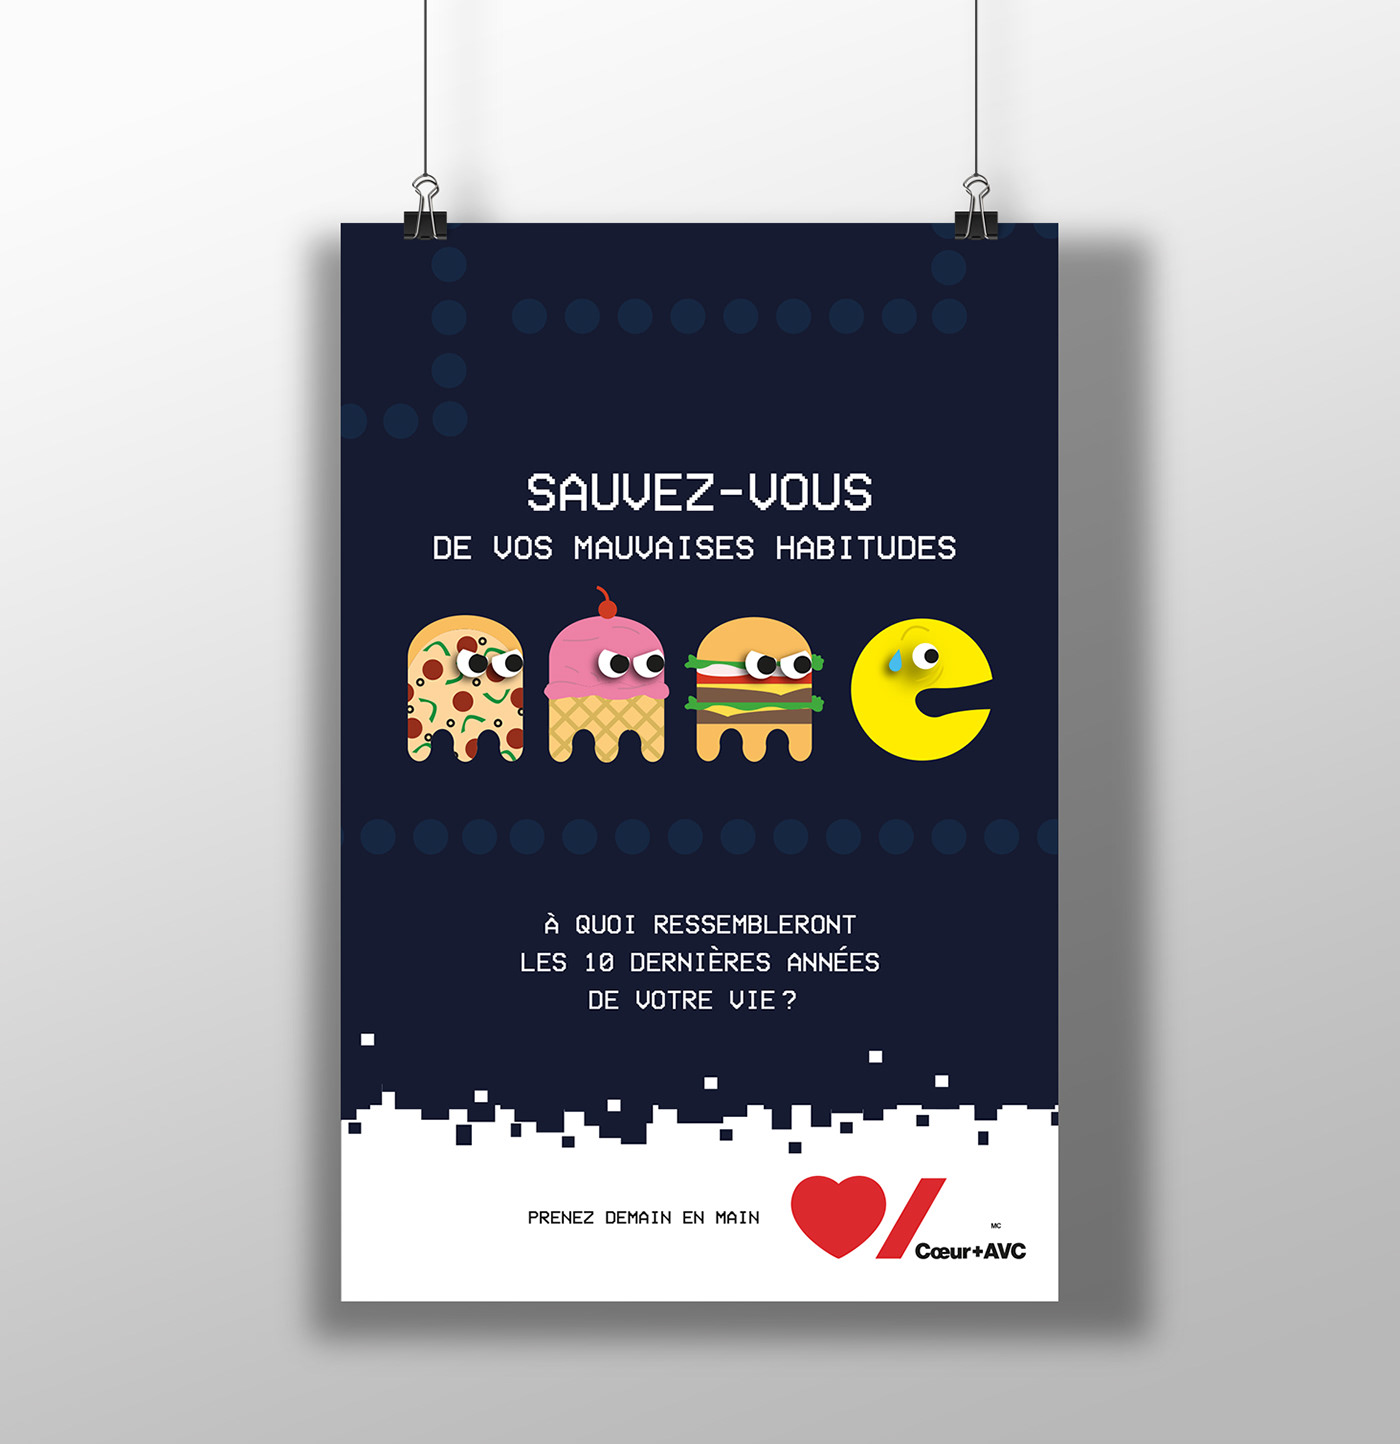 SAUVEZ-VOUS
DE VOS MAUVAISES HABITUDES
À QUOI RESSEMBLERONT
LES 10 DERNIÈRES ANNÉES
DE VOTRE VIE ?
PRENEZ DEMAIN EN MAIN
MC
Cœur+AVC